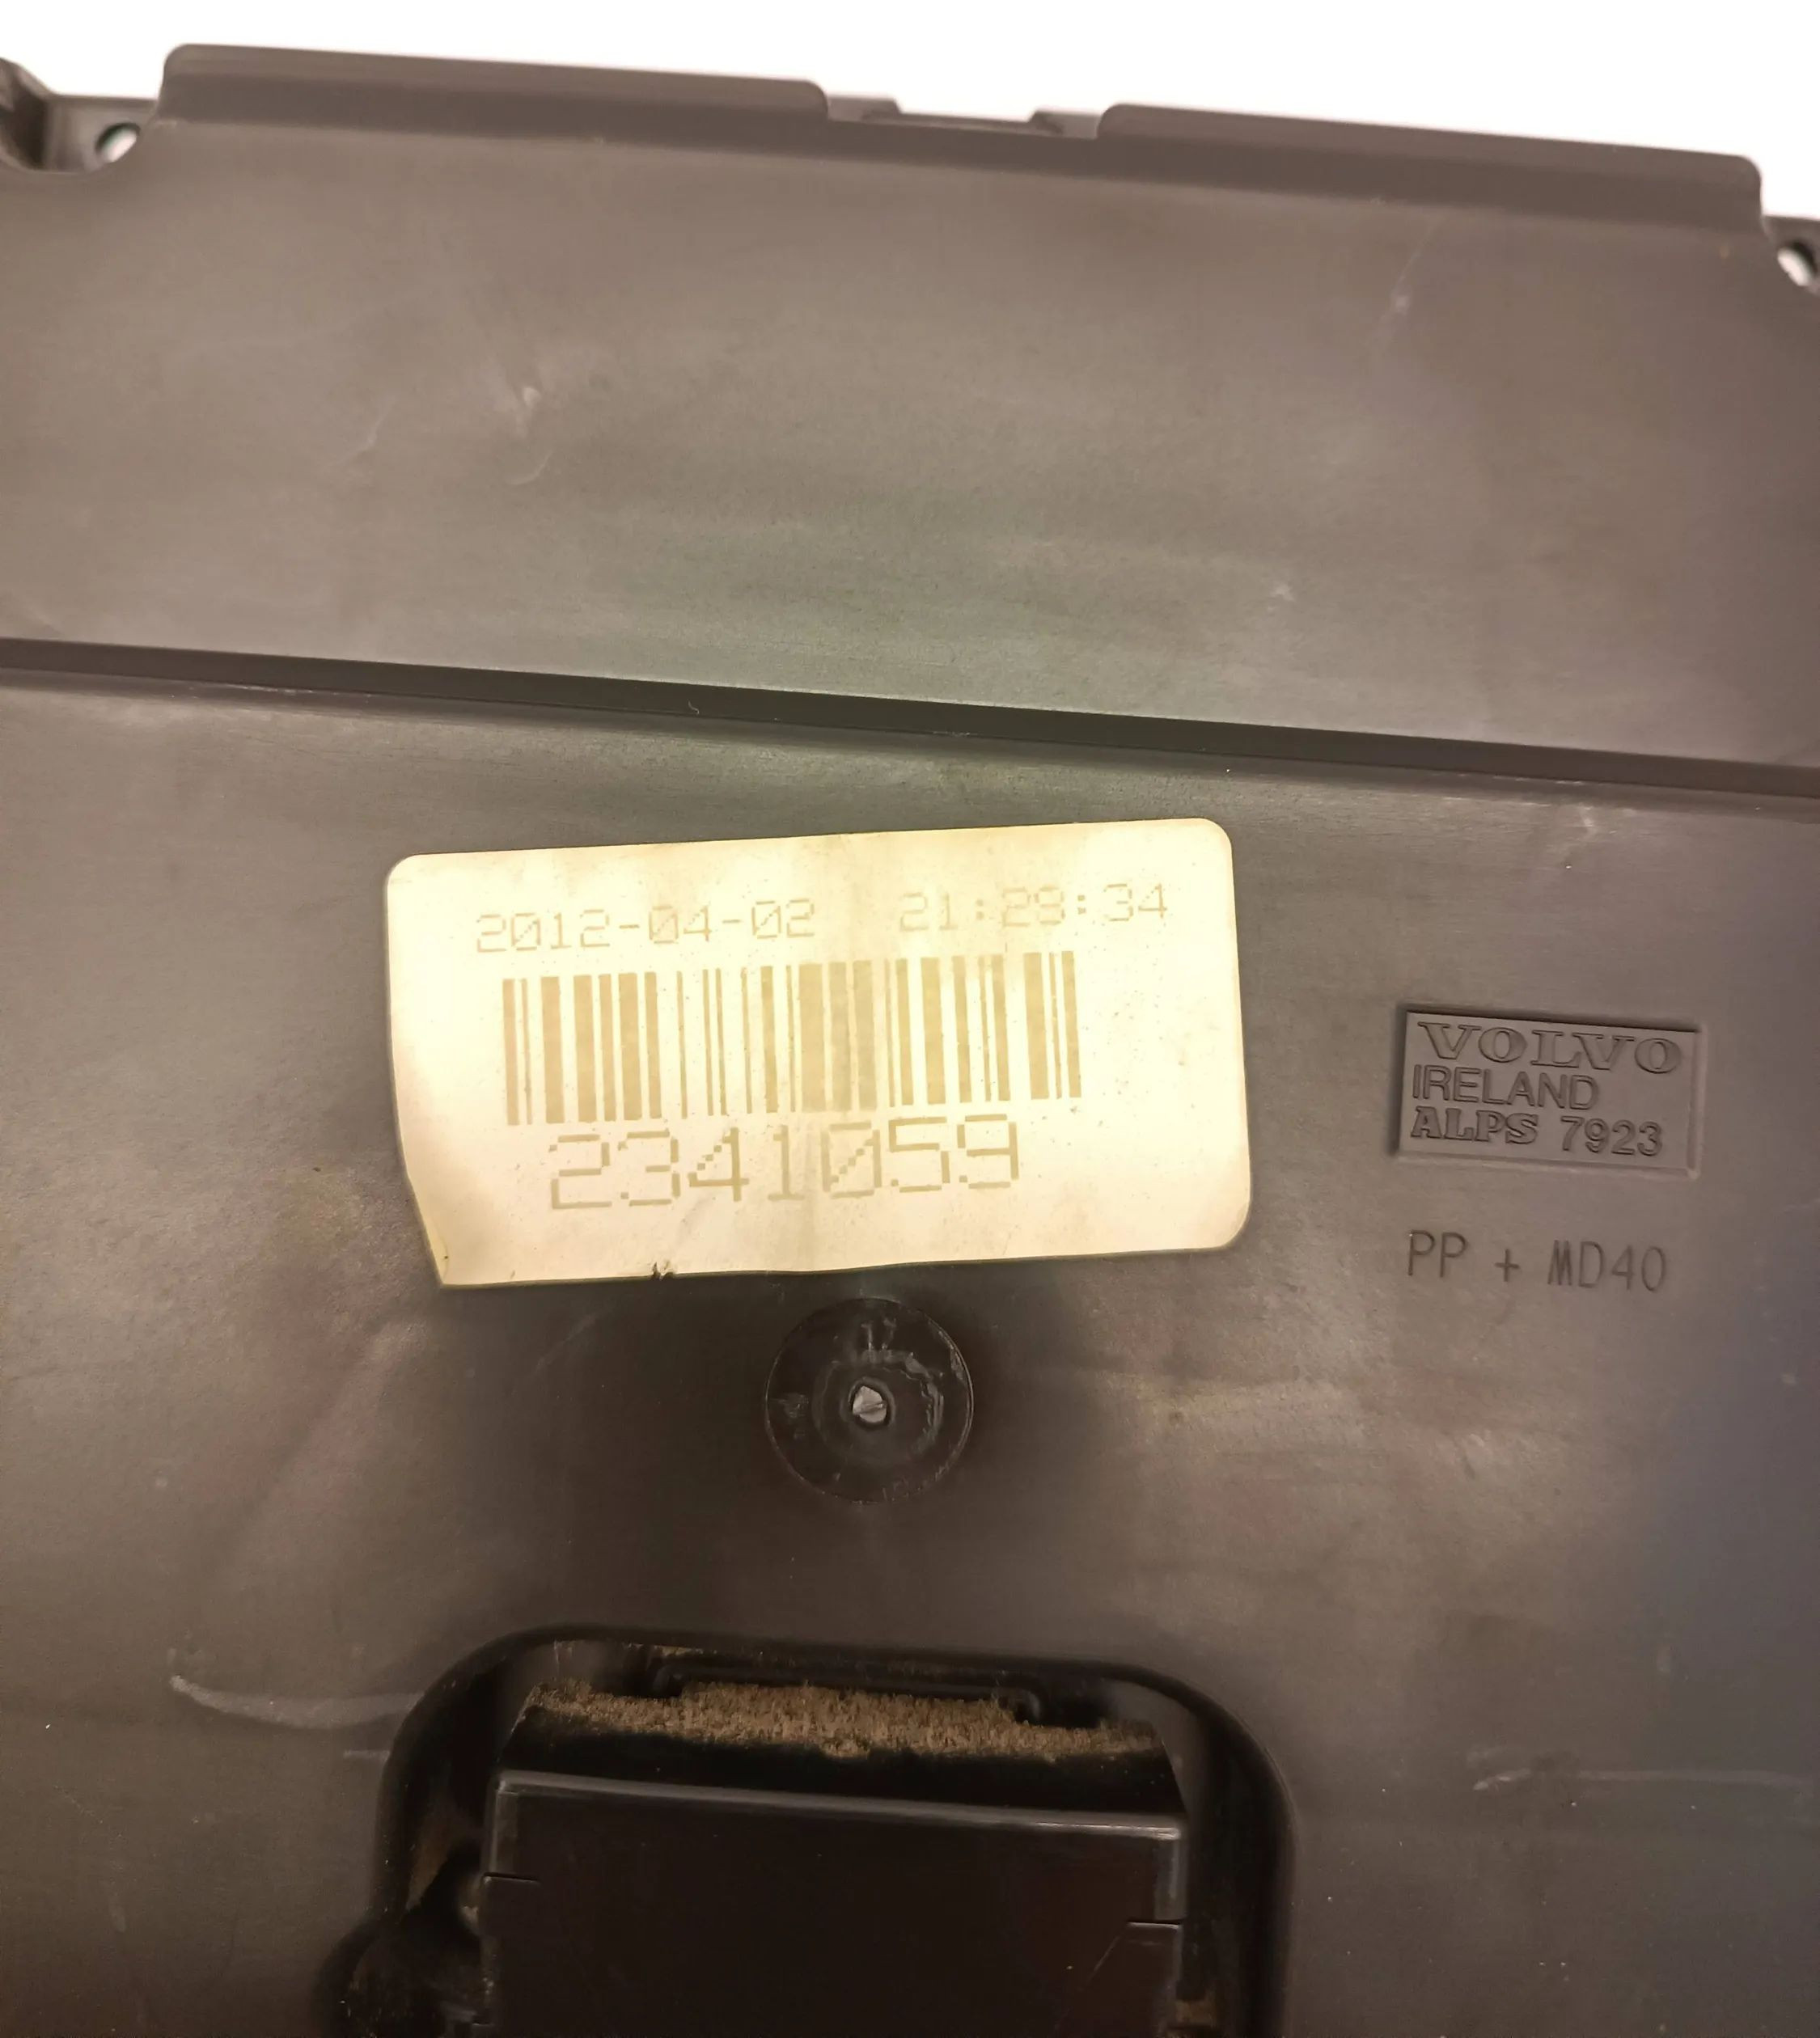 2012-04-02 21:28:34
2341059
VOLVO
IRELAND
ALPS 7923
PP + MD40